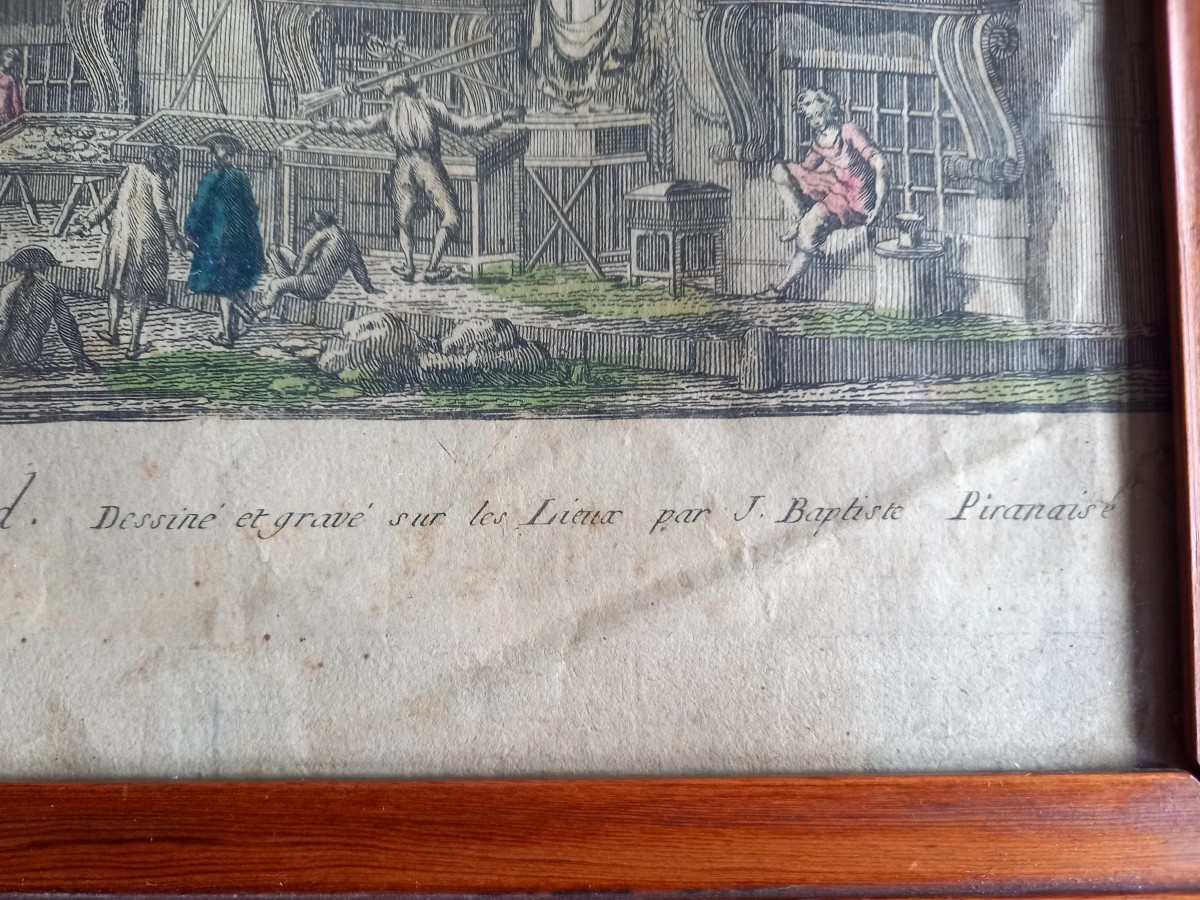 d. Dessiné et gravé sur les Lieux par J. Baptiste Piranaisé